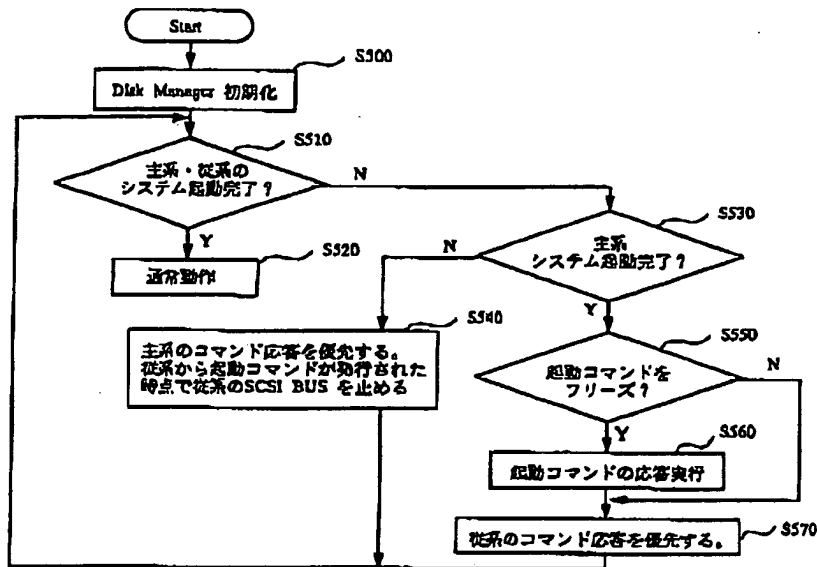 Start
S500
Disk Manager 初期化
S510
主系・従系の
システム起動完了?
N
Y
S520
通常動作
S530
主系
システム起動完了?
N
Y
S540
主系のコマンド応答を優先する。
従系から起動コマンドが発行された
時点で従系のSCSI BUS を止める
S550
起動コマンドを
フリーズ?
N
Y
S560
起動コマンドの応答実行
S570
従系のコマンド応答を優先する。